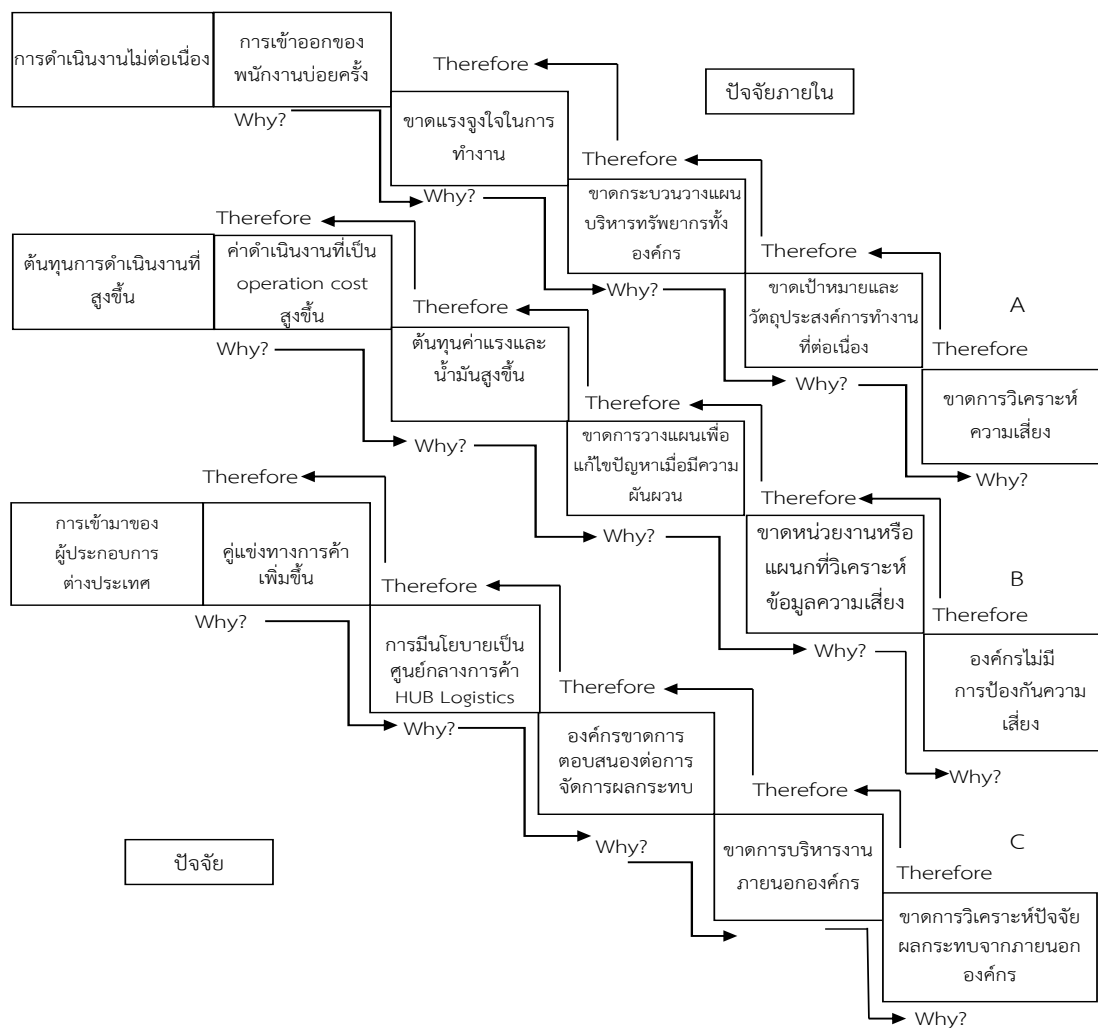 การดำเนินงานไม่ต่อเนื่อง
การเข้าออกของ
พนักงานบ่อยครั้ง
Therefore
ปัจจัยภายใน
Why?
ขาดแรงจูงใจในการ
ทำงาน
Therefore
Why?
ขาดกระบวนวางแผน
บริหารทรัพยากรทั้ง
องค์กร
Therefore
Why?
ขาดเป้าหมายและ
วัตถุประสงค์การทำงาน
ที่ต่อเนื่อง
A
Therefore
Why?
ขาดการวิเคราะห์
ความเสี่ยง
Why?
Therefore
ต้นทุนการดำเนินงานที่
สูงขึ้น
ค่าดำเนินงานที่เป็น
operation cost
สูงขึ้น
Therefore
Why?
ต้นทุนค่าแรงและ
น้ำมันสูงขึ้น
Therefore
Why?
ขาดการวางแผนเพื่อ
แก้ไขปัญหาเมื่อมีความ
ผันผวน
Therefore
Why?
ขาดหน่วยงานหรือ
แผนกที่วิเคราะห์
ข้อมูลความเสี่ยง
B
Therefore
Why?
องค์กรไม่มี
การป้องกันความ
เสี่ยง
Why?
Therefore
การเข้ามาของ
ผู้ประกอบการ
ต่างประเทศ
คู่แข่งทางการค้า
เพิ่มขึ้น
Therefore
Why?
การมีนโยบายเป็น
ศูนย์กลางการค้า
HUB Logistics
Therefore
Why?
องค์กรขาดการ
ตอบสนองต่อการ
จัดการผลกระทบ
Therefore
Why?
ขาดการบริหารงาน
ภายนอกองค์กร
C
Therefore
ขาดการวิเคราะห์ปัจจัย
ผลกระทบจากภายนอก
องค์กร
Why?
ปัจจัย